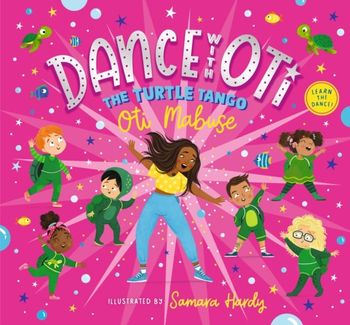 DANCE WITH OTi
THE TURTLE TANGO
Oti Mabuse
LEARN
THE
DANCE!
ILLUSTRATED BY Samara Hardy